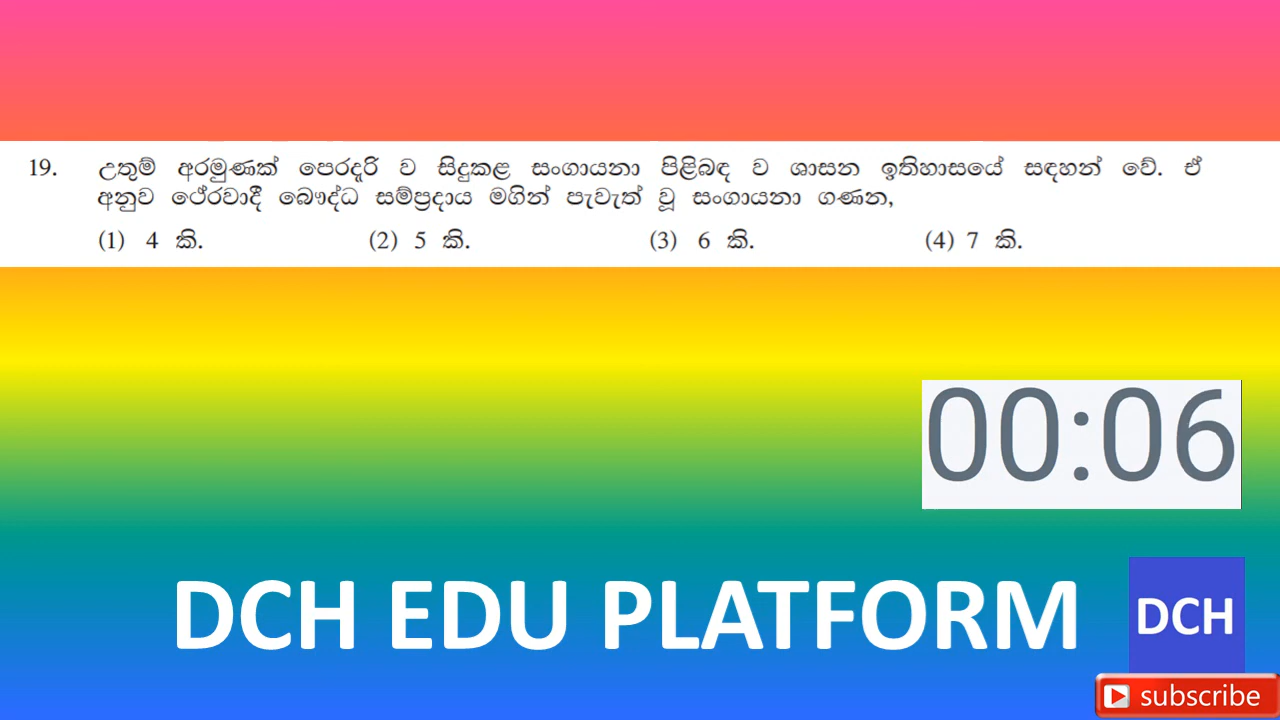 19. උතුම් අරමුණක් පෙරදැරි ව සිදුකළ සංගායනා පිළිබඳ ව ශාසන ඉතිහාසයේ සඳහන් වේ. ඒ
අනුව ථේරවාදී බෞද්ධ සම්ප්‍රදාය මගින් පැවැත් වූ සංගායනා ගණන,
(1) 4 කි. (2) 5 කි. (3) 6 කි. (4) 7 කි.
00:06
DCH EDU PLATFORM
DCH
subscribe